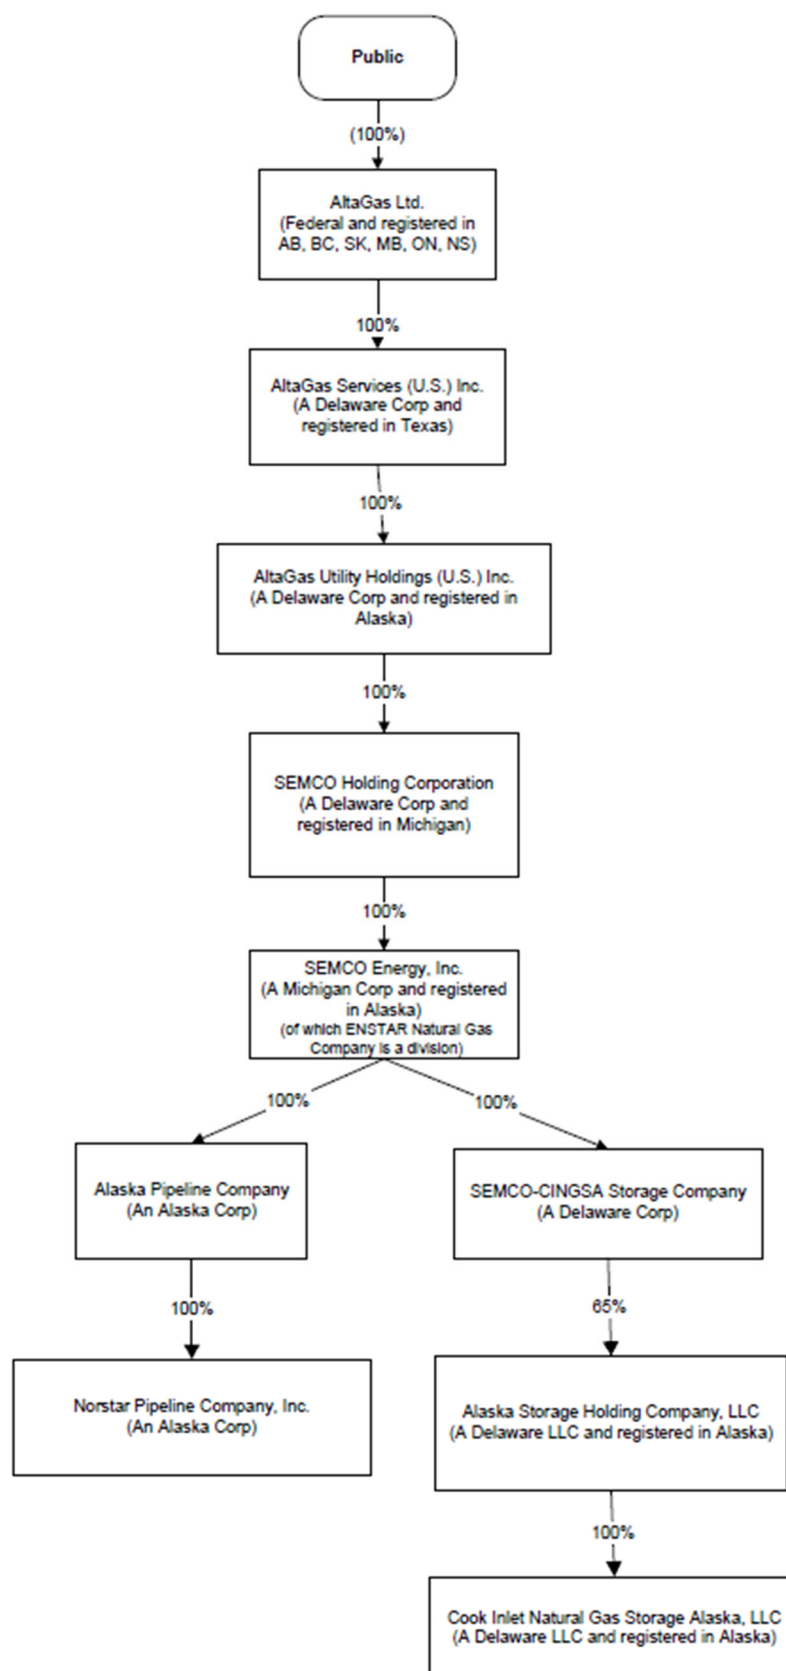 Public
(100%)
AltaGas Ltd.
(Federal and registered in
AB, BC, SK, MB, ON, NS)
100%
AltaGas Services (U.S.) Inc.
(A Delaware Corp and
registered in Texas)
100%
AltaGas Utility Holdings (U.S.) Inc.
(A Delaware Corp and registered in
Alaska)
100%
SEMCO Holding Corporation
(A Delaware Corp and
registered in Michigan)
100%
SEMCO Energy, Inc.
(A Michigan Corp and registered
in Alaska)
(of which ENSTAR Natural Gas
Company is a division)
100%
100%
Alaska Pipeline Company
(An Alaska Corp)
SEMCO-CINGSA Storage Company
(A Delaware Corp)
100%
65%
Norstar Pipeline Company, Inc.
(An Alaska Corp)
Alaska Storage Holding Company, LLC
(A Delaware LLC and registered in Alaska)
100%
Cook Inlet Natural Gas Storage Alaska, LLC
(A Delaware LLC and registered in Alaska)